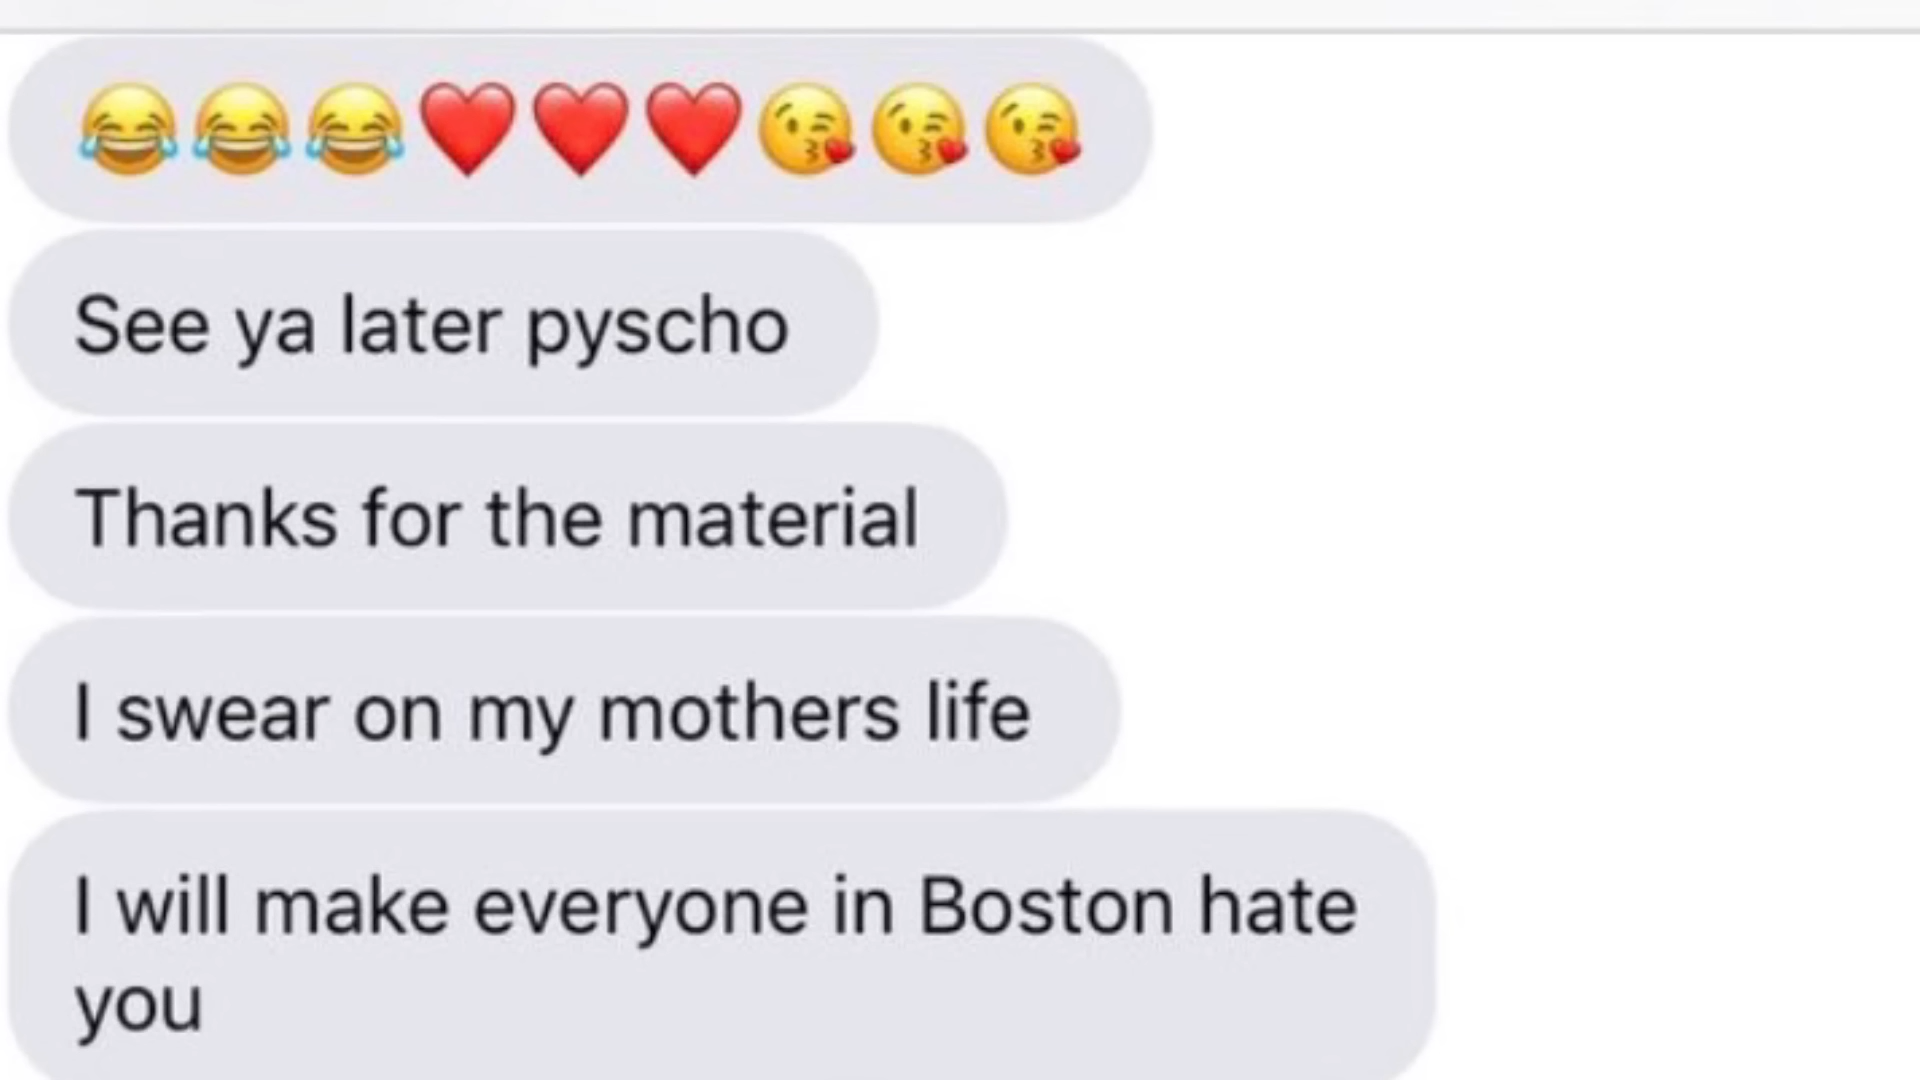 😂😂😂❤️❤️❤️😘😘😘
See ya later pyscho
Thanks for the material
I swear on my mothers life
I will make everyone in Boston hate
you